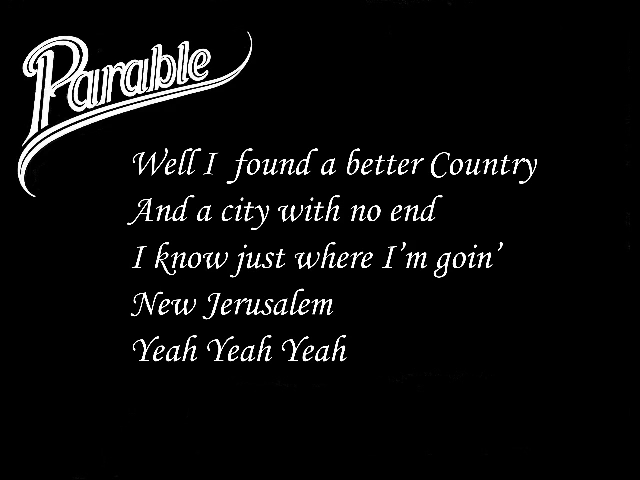 Parable
Well I found a better Country
And a city with no end
I know just where I'm goin'
New Jerusalem
Yeah Yeah Yeah